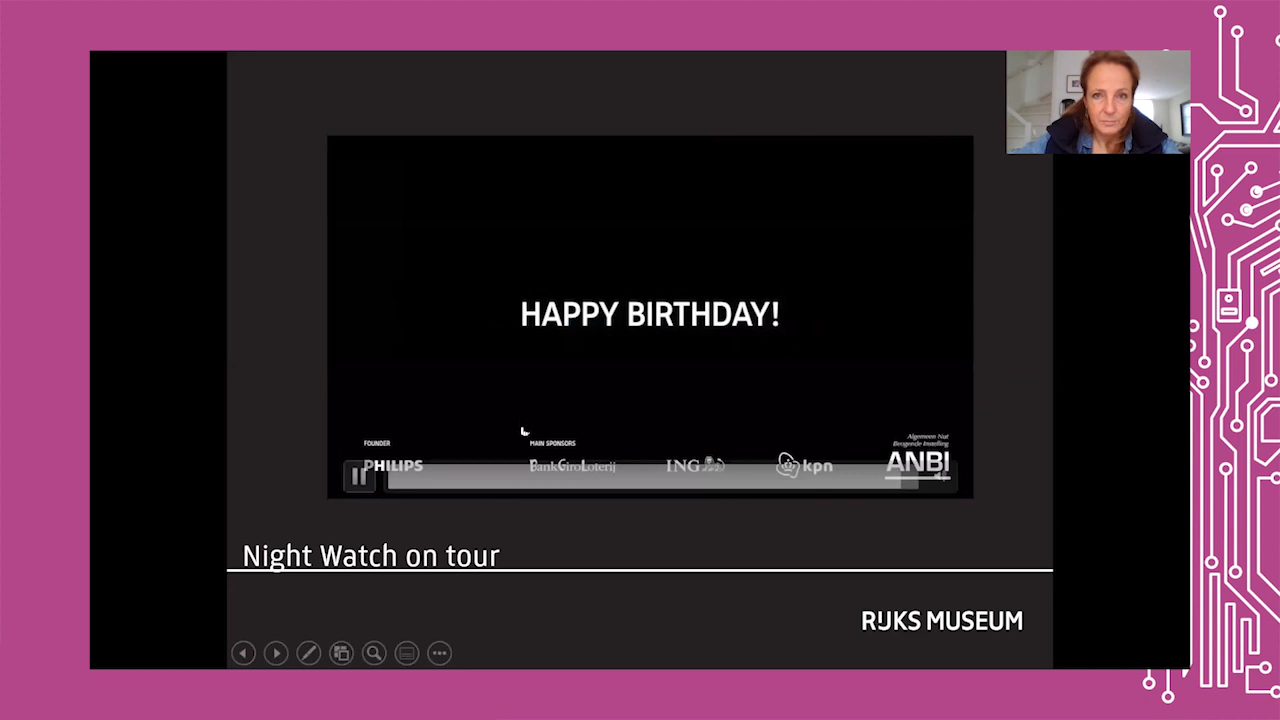 HAPPY BIRTHDAY!
FOUNDER
MAIN SPONSORS
Algemeen Nut
Beogende Instelling
PHILIPS
BankGiroLoterij
ING
kpn
ANBI
Night Watch on tour
RIJKS MUSEUM